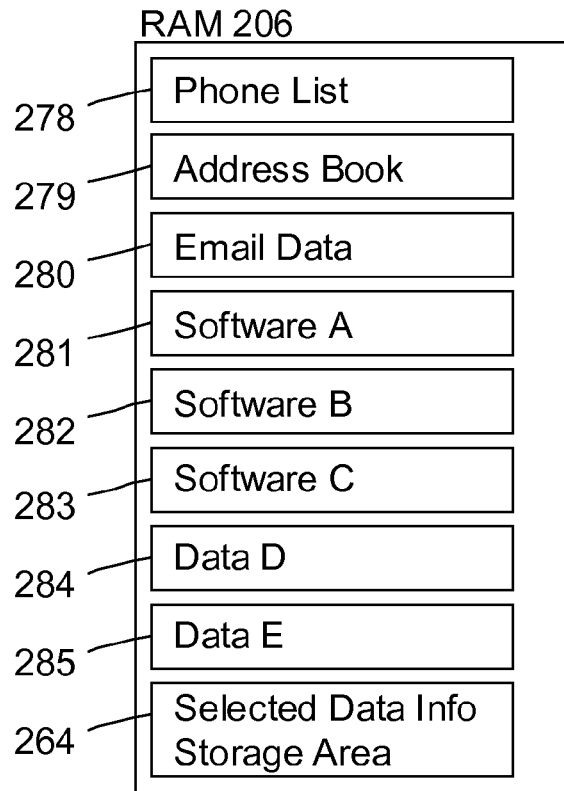 RAM 206
278 Phone List
279 Address Book
280 Email Data
281 Software A
282 Software B
283 Software C
284 Data D
285 Data E
264 Selected Data Info
Storage Area